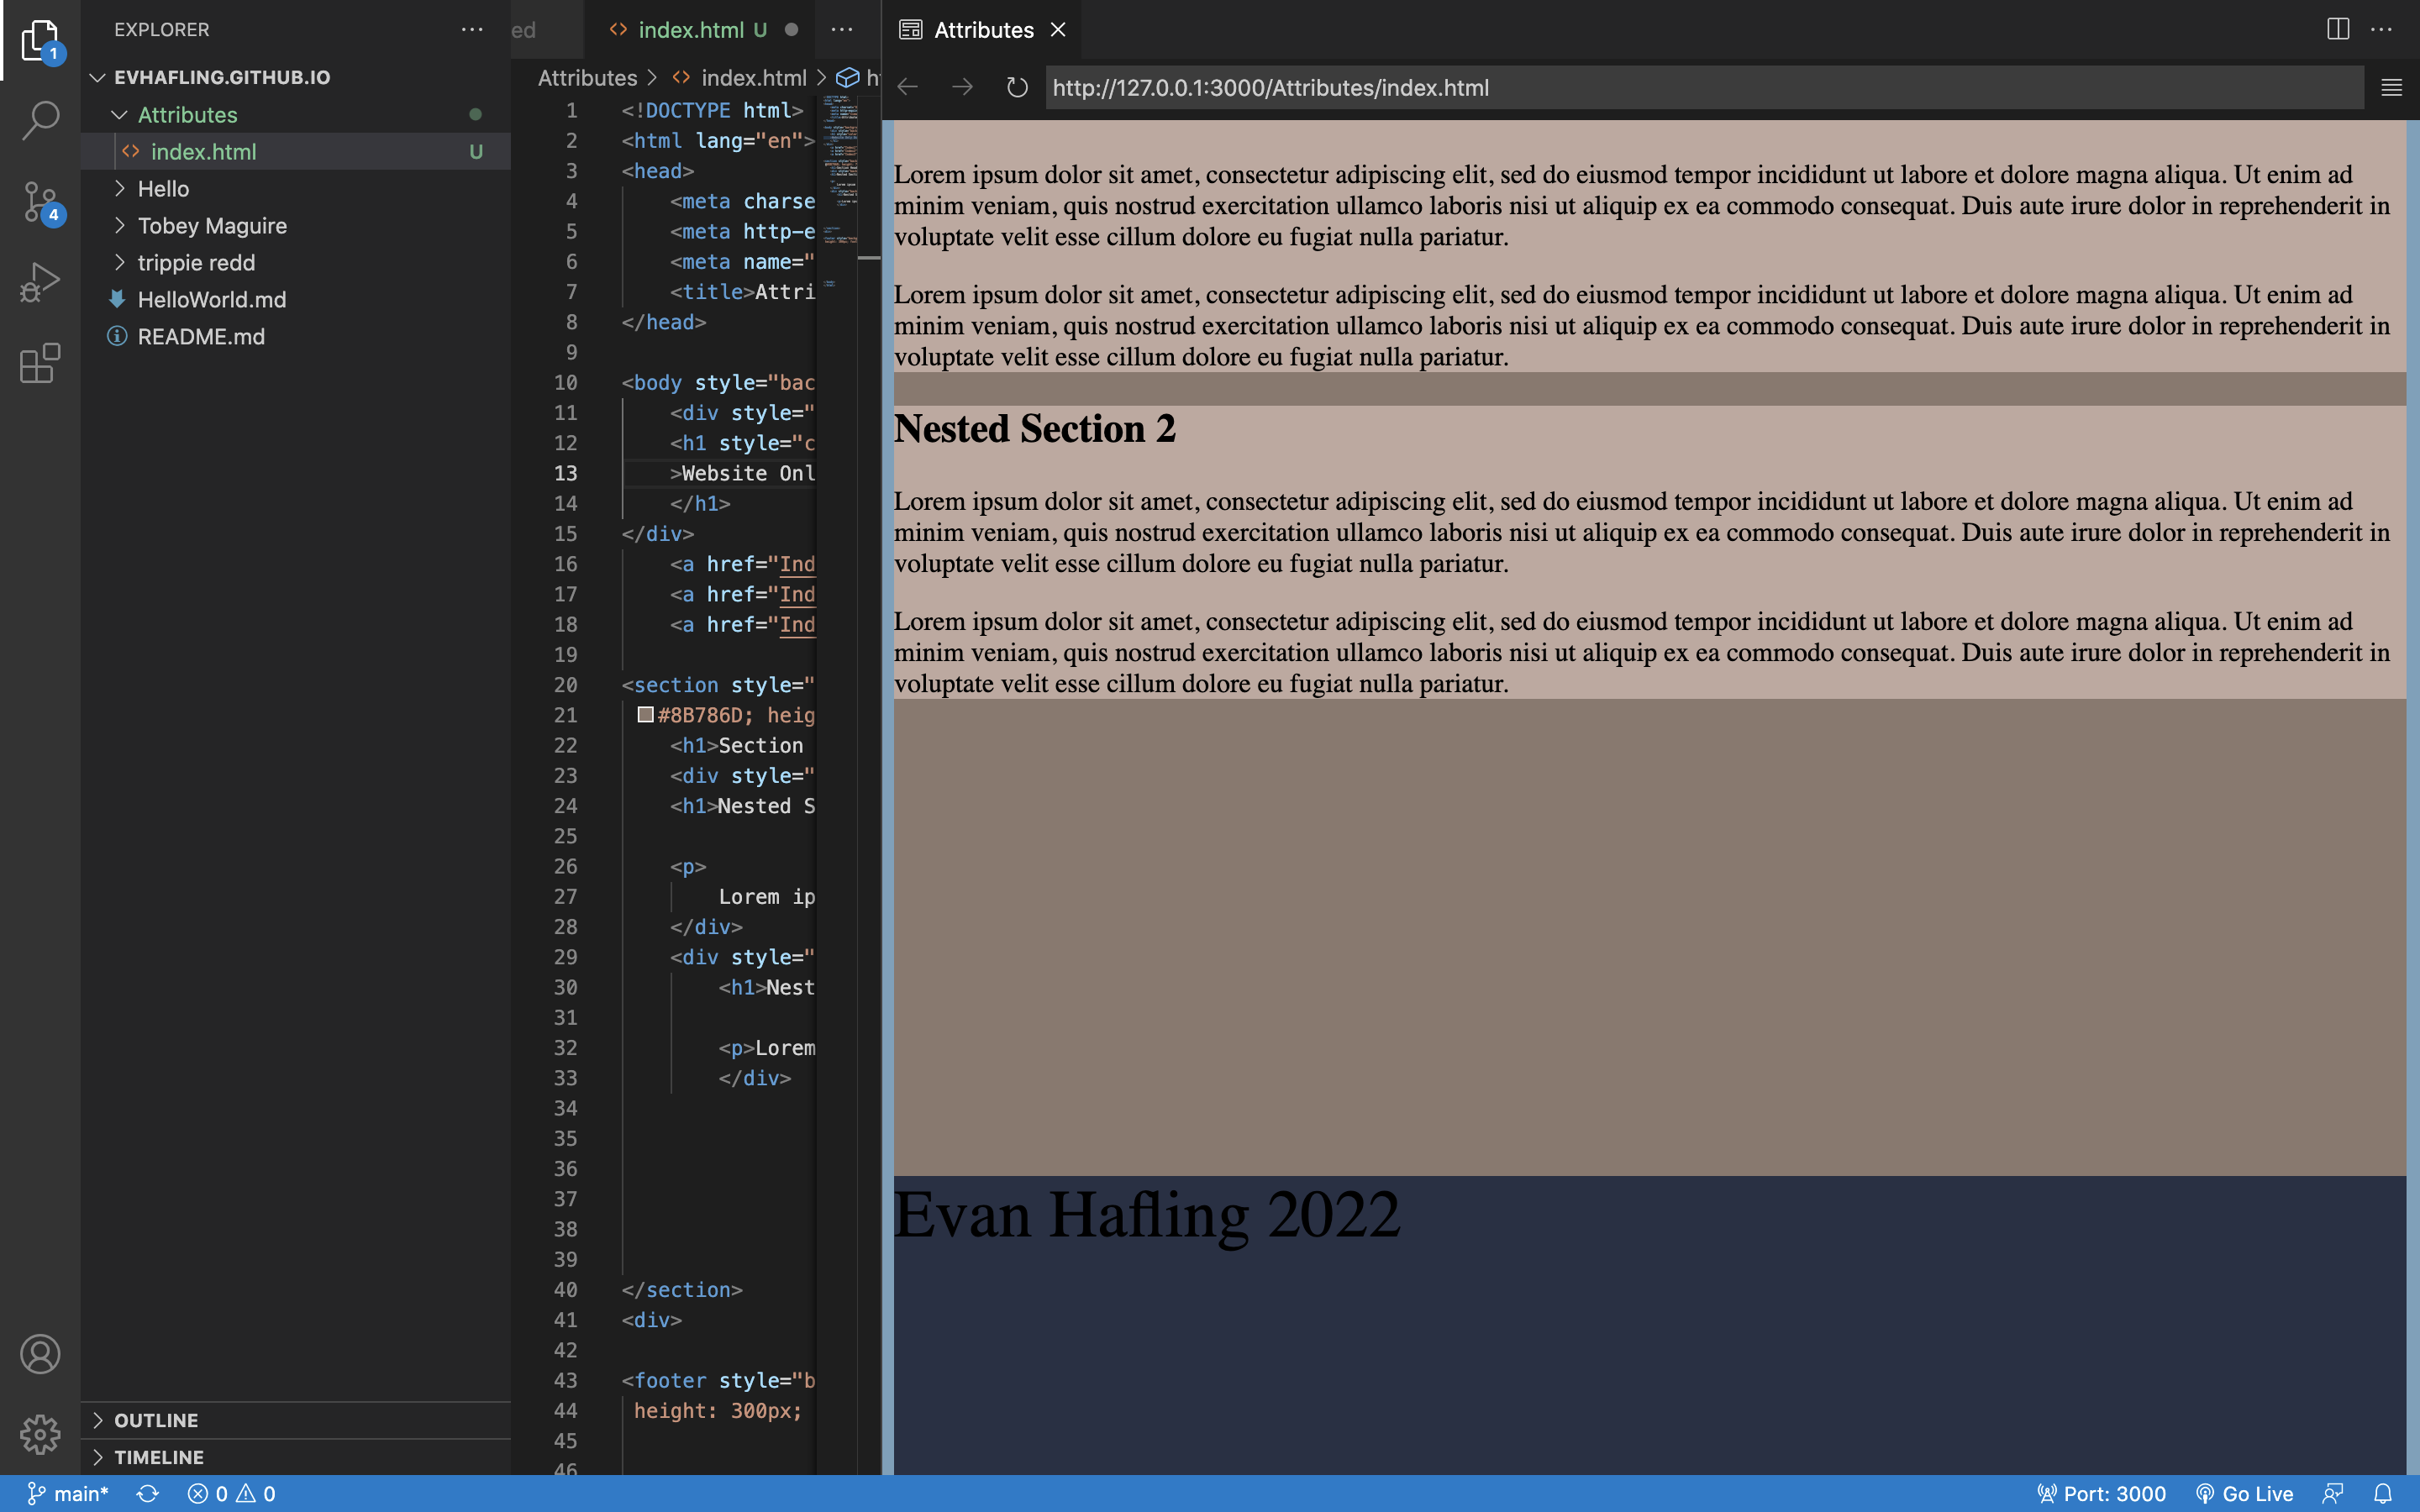 EXPLORER
EVHAFLING.GITHUB.IO
Attributes
index.html U
Hello
Tobey Maguire
trippie redd
HelloWorld.md
README.md
OUTLINE
TIMELINE
1
4
ed
index.html U
Attributes > index.html > h
1 <!DOCTYPE html>
2 <html lang="en">
3 <head>
4 <meta charse
5 <meta http-e
6 <meta name="
7 <title>Attri
8 </head>
9
10 <body style="bac
11 <div style="
12 <h1 style="c
13 >Website Onl
14 </h1>
15 </div>
16 <a href="Ind
17 <a href="Ind
18 <a href="Ind
19
20 <section style="
21 #8B786D; heig
22 <h1>Section
23 <div style="
24 <h1>Nested S
25
26 <p>
27 Lorem ip
28 </div>
29 <div style="
30 <h1>Nest
31
32 <p>Lorem
33 </div>
34
35
36
37
38
39
40 </section>
41 <div>
42
43 <footer style="b
44 height: 300px;
45
46
Attributes
http://127.0.0.1:3000/Attributes/index.html
Lorem ipsum dolor sit amet, consectetur adipiscing elit, sed do eiusmod tempor incididunt ut labore et dolore magna aliqua. Ut enim ad
minim veniam, quis nostrud exercitation ullamco laboris nisi ut aliquip ex ea commodo consequat. Duis aute irure dolor in reprehenderit in
voluptate velit esse cillum dolore eu fugiat nulla pariatur.
Lorem ipsum dolor sit amet, consectetur adipiscing elit, sed do eiusmod tempor incididunt ut labore et dolore magna aliqua. Ut enim ad
minim veniam, quis nostrud exercitation ullamco laboris nisi ut aliquip ex ea commodo consequat. Duis aute irure dolor in reprehenderit in
voluptate velit esse cillum dolore eu fugiat nulla pariatur.
Nested Section 2
Lorem ipsum dolor sit amet, consectetur adipiscing elit, sed do eiusmod tempor incididunt ut labore et dolore magna aliqua. Ut enim ad
minim veniam, quis nostrud exercitation ullamco laboris nisi ut aliquip ex ea commodo consequat. Duis aute irure dolor in reprehenderit in
voluptate velit esse cillum dolore eu fugiat nulla pariatur.
Lorem ipsum dolor sit amet, consectetur adipiscing elit, sed do eiusmod tempor incididunt ut labore et dolore magna aliqua. Ut enim ad
minim veniam, quis nostrud exercitation ullamco laboris nisi ut aliquip ex ea commodo consequat. Duis aute irure dolor in reprehenderit in
voluptate velit esse cillum dolore eu fugiat nulla pariatur.
Evan Hafling 2022
main* 0 0
Port: 3000 Go Live